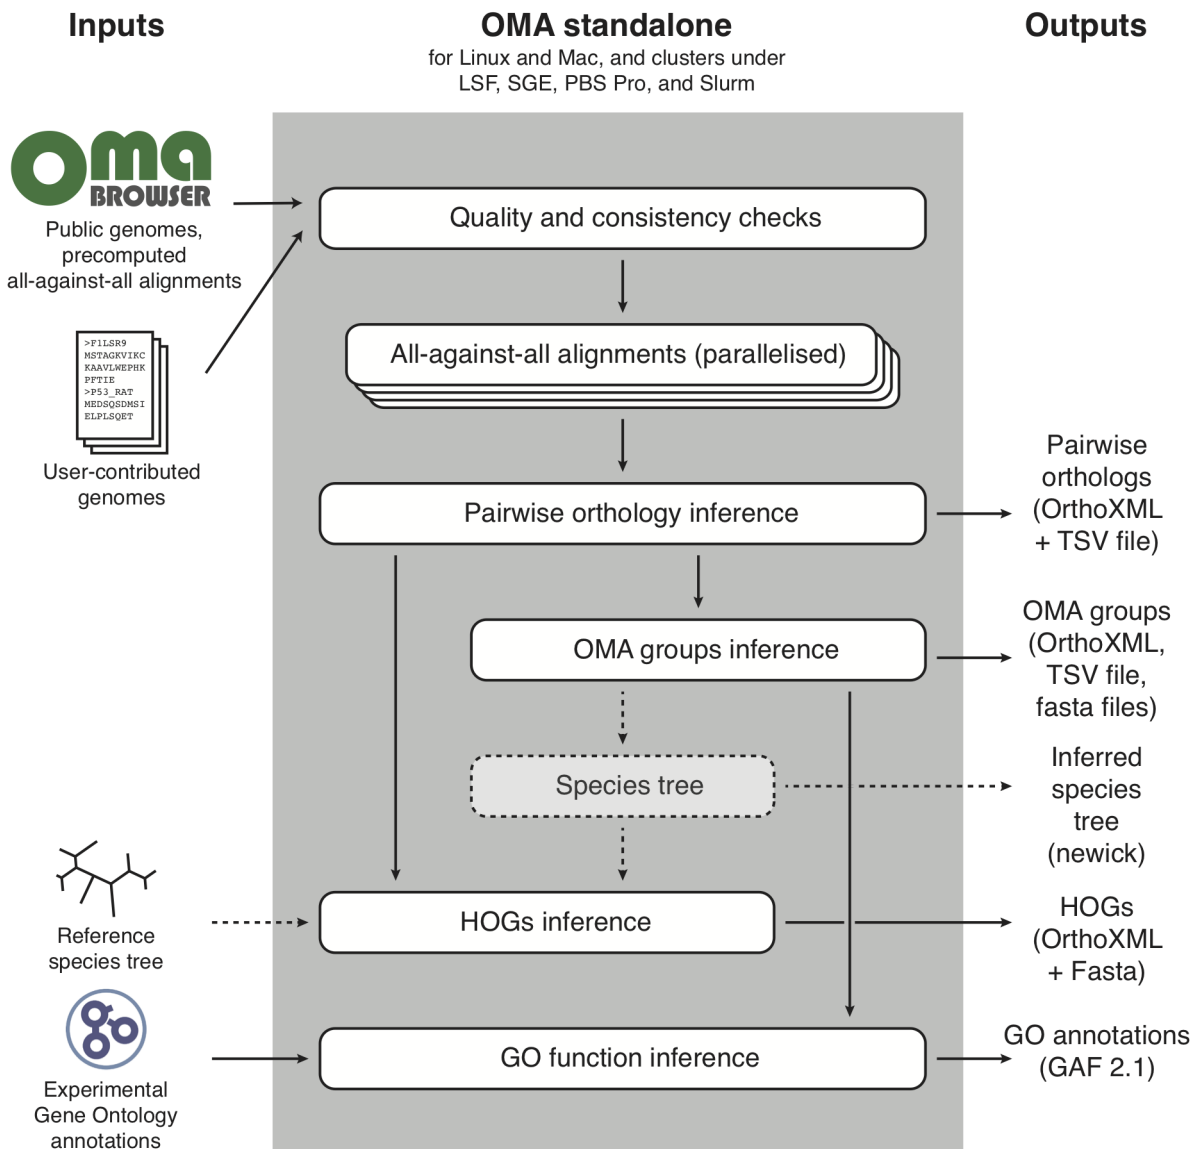 Inputs
OMA standalone
for Linux and Mac, and clusters under
LSF, SGE, PBS Pro, and Slurm
Outputs
oma
BROWSER
Public genomes,
precomputed
all-against-all alignments
>F1LSR9
MSTAGKVIKC
KAAVLWEPHK
PFTIE
>P53_RAT
MEDSQSDMSI
ELPLSQET
User-contributed
genomes
Quality and consistency checks
All-against-all alignments (parallelised)
Pairwise orthology inference
Pairwise
orthologs
(OrthoXML
+ TSV file)
OMA groups inference
OMA groups
(OrthoXML,
TSV file,
fasta files)
Species tree
Inferred
species
tree
(newick)
Reference
species tree
HOGs inference
HOGs
(OrthoXML
+ Fasta)
Experimental
Gene Ontology
annotations
GO function inference
GO annotations
(GAF 2.1)